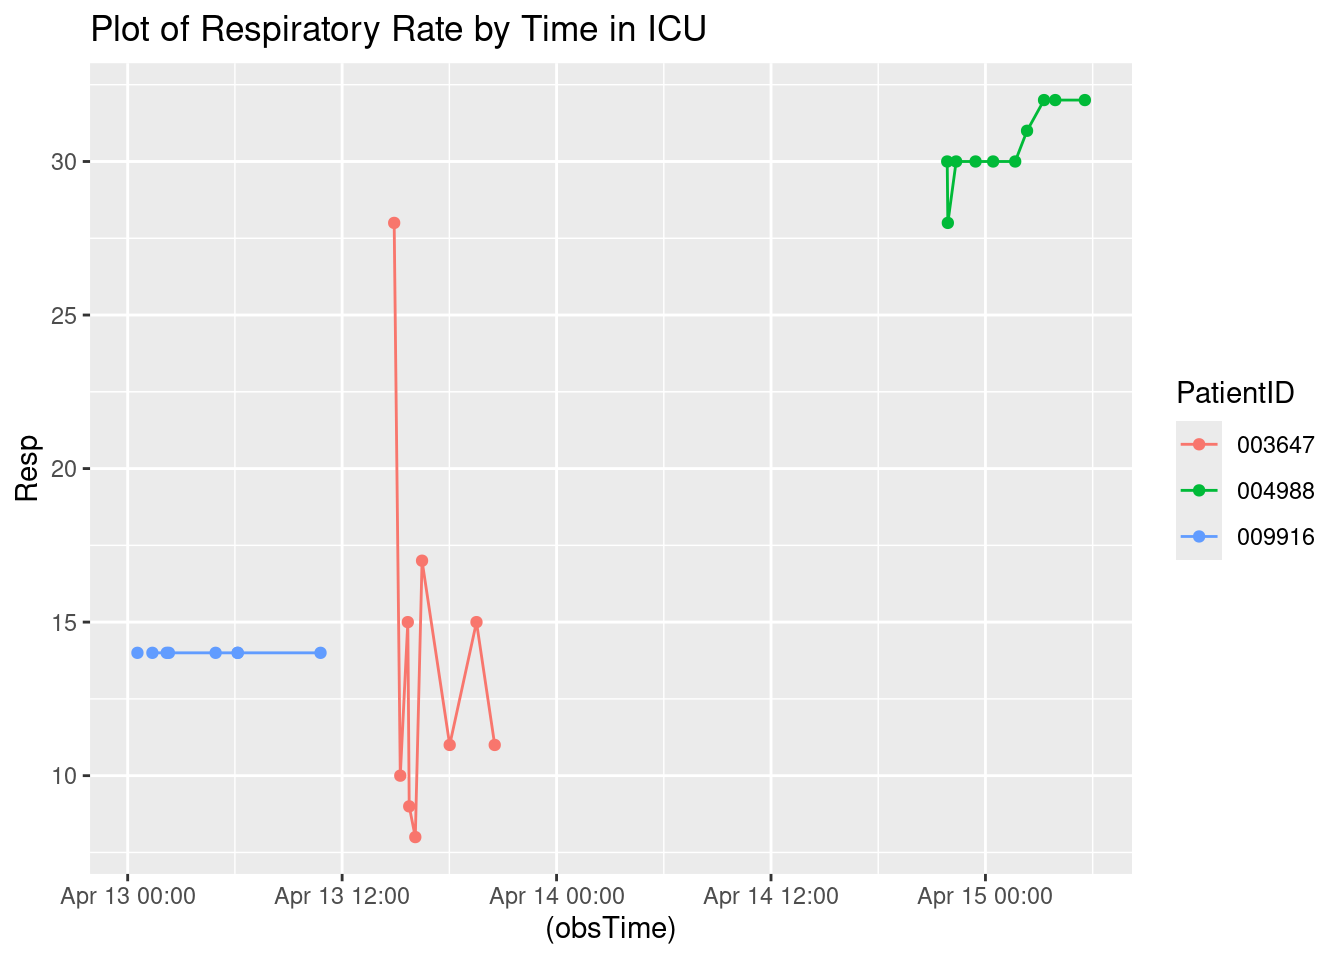 Plot of Respiratory Rate by Time in ICU
Resp
30
25
20
15
10
Apr 13 00:00
Apr 13 12:00
Apr 14 00:00
Apr 14 12:00
Apr 15 00:00
(obsTime)
PatientID
003647
004988
009916